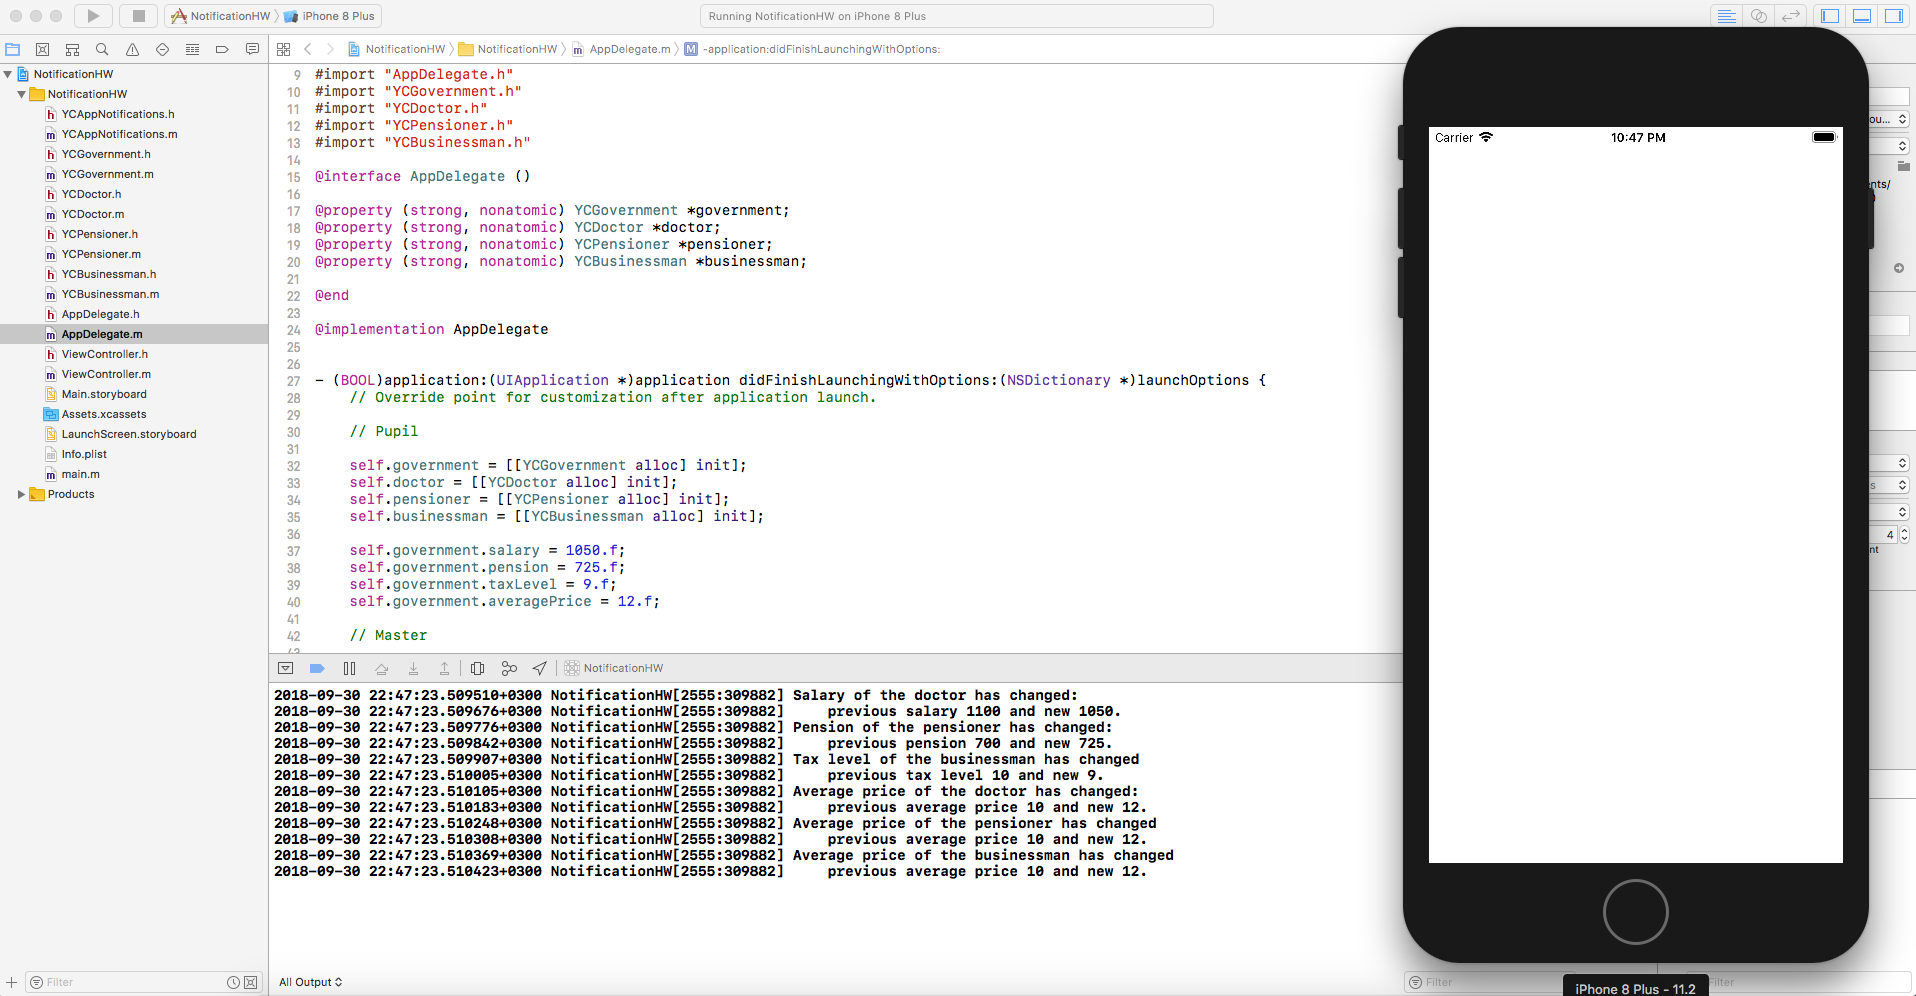 NotificationHW
iPhone 8 Plus
Running NotificationHW on iPhone 8 Plus
NotificationHW
NotificationHW
AppDelegate.m
M
-application:didFinishLaunchingWithOptions:
NotificationHW
NotificationHW
h YCAppNotifications.h
m YCAppNotifications.m
h YCGovernment.h
m YCGovernment.m
h YCDoctor.h
m YCDoctor.m
h YCPensioner.h
m YCPensioner.m
h YCBusinessman.h
m YCBusinessman.m
h AppDelegate.h
m AppDelegate.m
h ViewController.h
m ViewController.m
Main.storyboard
Assets.xcassets
LaunchScreen.storyboard
Info.plist
m main.m
Products
Filter
9 #import "AppDelegate.h"
10 #import "YCGovernment.h"
11 #import "YCDoctor.h"
12 #import "YCPensioner.h"
13 #import "YCBusinessman.h"
14
15 @interface AppDelegate ()
16
17 @property (strong, nonatomic) YCGovernment *government;
18 @property (strong, nonatomic) YCDoctor *doctor;
19 @property (strong, nonatomic) YCPensioner *pensioner;
20 @property (strong, nonatomic) YCBusinessman *businessman;
21
22 @end
23
24 @implementation AppDelegate
25
26
27 - (BOOL)application:(UIApplication *)application didFinishLaunchingWithOptions:(NSDictionary *)launchOptions {
28 // Override point for customization after application launch.
29
30 // Pupil
31
32 self.government = [[YCGovernment alloc] init];
33 self.doctor = [[YCDoctor alloc] init];
34 self.pensioner = [[YCPensioner alloc] init];
35 self.businessman = [[YCBusinessman alloc] init];
36
37 self.government.salary = 1050.f;
38 self.government.pension = 725.f;
39 self.government.taxLevel = 9.f;
40 self.government.averagePrice = 12.f;
41
42 // Master
NotificationHW
2018-09-30 22:47:23.509510+0300 NotificationHW[2555:309882] Salary of the doctor has changed:
2018-09-30 22:47:23.509676+0300 NotificationHW[2555:309882] previous salary 1100 and new 1050.
2018-09-30 22:47:23.509776+0300 NotificationHW[2555:309882] Pension of the pensioner has changed:
2018-09-30 22:47:23.509842+0300 NotificationHW[2555:309882] previous pension 700 and new 725.
2018-09-30 22:47:23.509907+0300 NotificationHW[2555:309882] Tax level of the businessman has changed
2018-09-30 22:47:23.510005+0300 NotificationHW[2555:309882] previous tax level 10 and new 9.
2018-09-30 22:47:23.510105+0300 NotificationHW[2555:309882] Average price of the doctor has changed:
2018-09-30 22:47:23.510183+0300 NotificationHW[2555:309882] previous average price 10 and new 12.
2018-09-30 22:47:23.510248+0300 NotificationHW[2555:309882] Average price of the pensioner has changed
2018-09-30 22:47:23.510308+0300 NotificationHW[2555:309882] previous average price 10 and new 12.
2018-09-30 22:47:23.510369+0300 NotificationHW[2555:309882] Average price of the businessman has changed
2018-09-30 22:47:23.510423+0300 NotificationHW[2555:309882] previous average price 10 and new 12.
All Output
Carrier
10:47 PM
ou...
nts/
s
4
nt
Filter
Filter
iPhone 8 Plus - 11.2